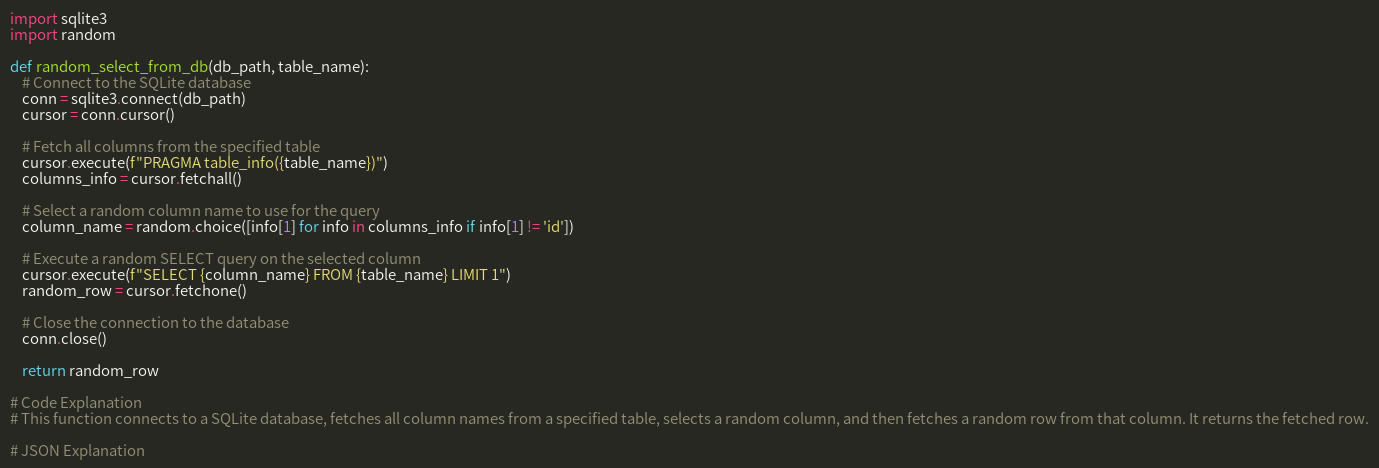 import sqlite3
import random
def random_select_from_db(db_path, table_name):
# Connect to the SQLite database
conn = sqlite3.connect(db_path)
cursor = conn.cursor()
# Fetch all columns from the specified table
cursor.execute(f"PRAGMA table_info({table_name})")
columns_info = cursor.fetchall()
# Select a random column name to use for the query
column_name = random.choice([info[1] for info in columns_info if info[1] != 'id'])
# Execute a random SELECT query on the selected column
cursor.execute(f"SELECT {column_name} FROM {table_name} LIMIT 1")
random_row = cursor.fetchone()
# Close the connection to the database
conn.close()
return random_row
# Code Explanation
# This function connects to a SQLite database, fetches all column names from a specified table, selects a random column, and then fetches a random row from that column. It returns the fetched row.
# JSON Explanation